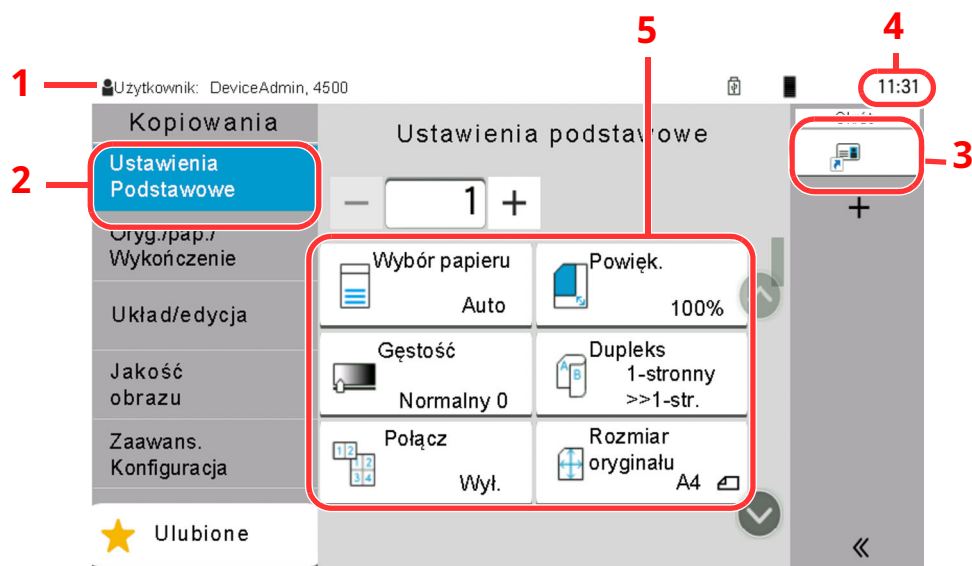 5
4
1
Użytkownik: DeviceAdmin, 4500
11:31
Kopiowania
Ustawienia podstawowe
2
Ustawienia
Podstawowe
3
1
Oryg./pap./
Wykończenie
Wybór papieru
Auto
Powięk.
100%
Układ/edycja
Gęstość
Normalny 0
Dupleks
1-stronny
>>1-str.
Jakość
obrazu
Połącz
Wył.
Rozmiar
oryginału
A4
Zaawans.
Konfiguracja
Ulubione